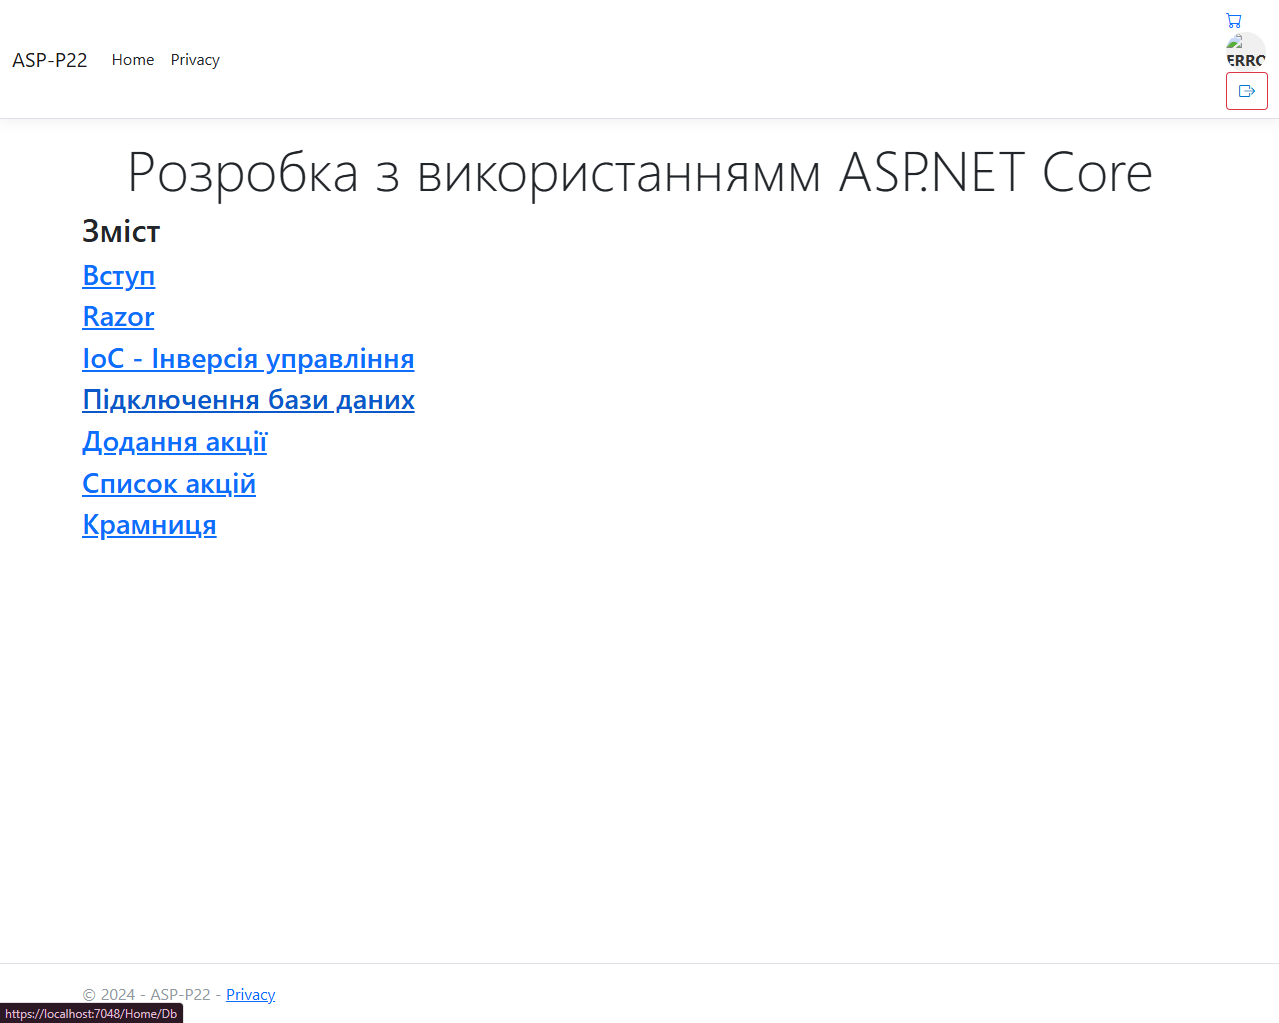 ASP-P22 Home Privacy
ERRO
Розробка з використаннямм ASP.NET Core
Зміст
Вступ
Razor
IoC - Інверсія управління
Підключення бази даних
Додання акції
Список акцій
Крамниця
© 2024 - ASP-P22 - Privacy
https://localhost:7048/Home/Db